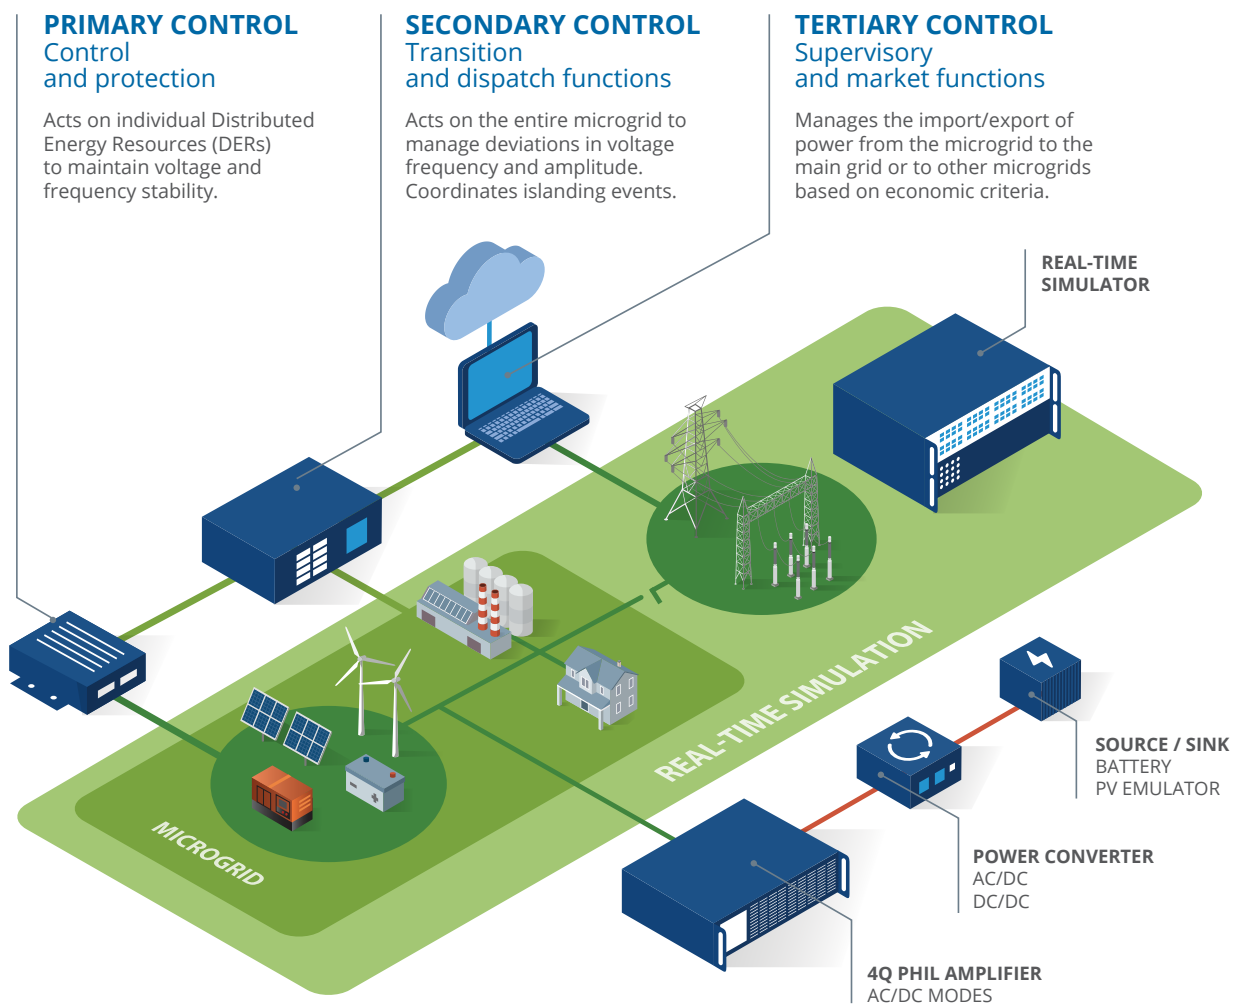 PRIMARY CONTROL
Control
and protection
Acts on individual Distributed
Energy Resources (DERs)
to maintain voltage and
frequency stability.
SECONDARY CONTROL
Transition
and dispatch functions
Acts on the entire microgrid to
manage deviations in voltage
frequency and amplitude.
Coordinates islanding events.
TERTIARY CONTROL
Supervisory
and market functions
Manages the import/export of
power from the microgrid to the
main grid or to other microgrids
based on economic criteria.
REAL-TIME
SIMULATOR
REAL-TIME SIMULATION
MICROGRID
SOURCE / SINK
BATTERY
PV EMULATOR
POWER CONVERTER
AC/DC
DC/DC
4Q PHIL AMPLIFIER
AC/DC MODES